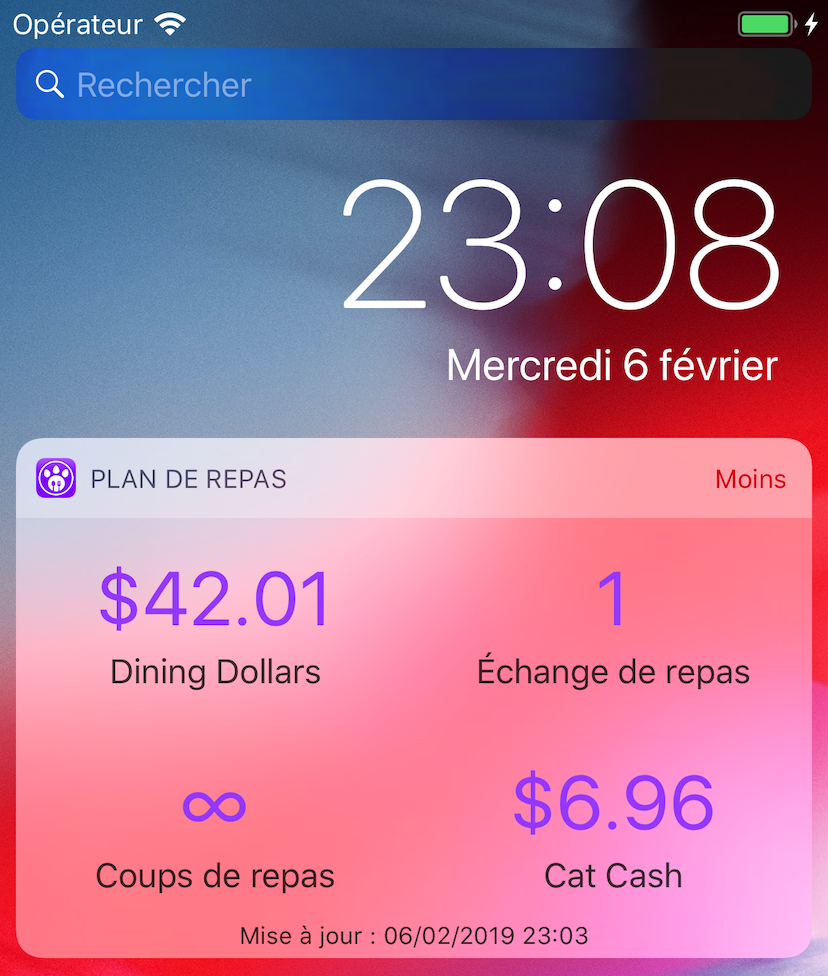 Opérateur
Rechercher
23:08
Mercredi 6 février
PLAN DE REPAS Moins
$42.01 1
Dining Dollars Échange de repas
∞ $6.96
Coups de repas Cat Cash
Mise à jour : 06/02/2019 23:03